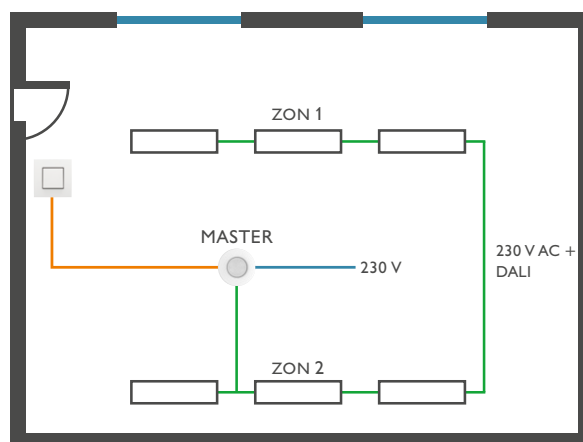 ZON 1
MASTER
230 V
230 V AC +
DALI
ZON 2